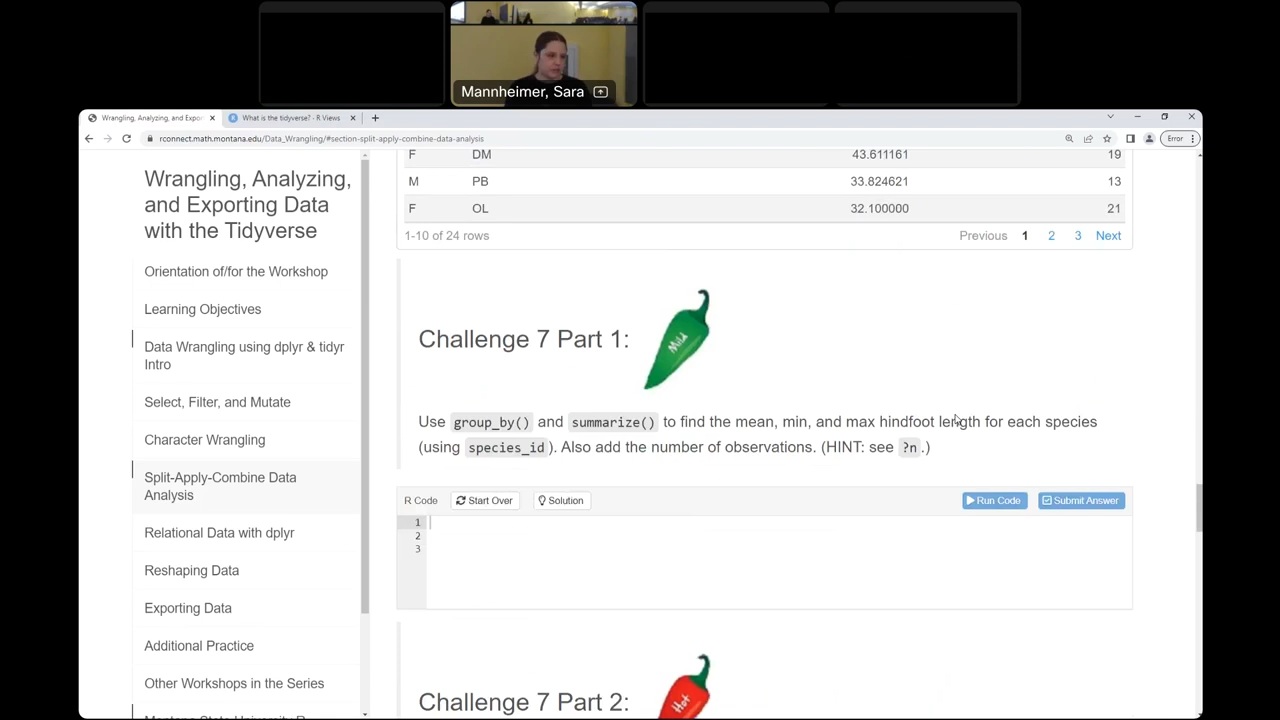 Mannheimer, Sara
Wrangling, Analyzing, and Expor
What is the tidyverse? · R Views
rconnect.math.montana.edu/Data_Wrangling/#section-split-apply-combine-data-analysis
Error
Wrangling, Analyzing,
and Exporting Data
with the Tidyverse
Orientation of/for the Workshop
Learning Objectives
Data Wrangling using dplyr & tidyr
Intro
Select, Filter, and Mutate
Character Wrangling
Split-Apply-Combine Data
Analysis
Relational Data with dplyr
Reshaping Data
Exporting Data
Additional Practice
Other Workshops in the Series
Montana State University R
F DM 43.611161 19
M PB 33.824621 13
F OL 32.100000 21
1-10 of 24 rows Previous 1 2 3 Next
Challenge 7 Part 1:
Mild
Use group_by() and summarize() to find the mean, min, and max hindfoot length for each species
(using species_id). Also add the number of observations. (HINT: see ?n.)
R Code Start Over Solution Run Code Submit Answer
1
2
3
Challenge 7 Part 2:
Hot